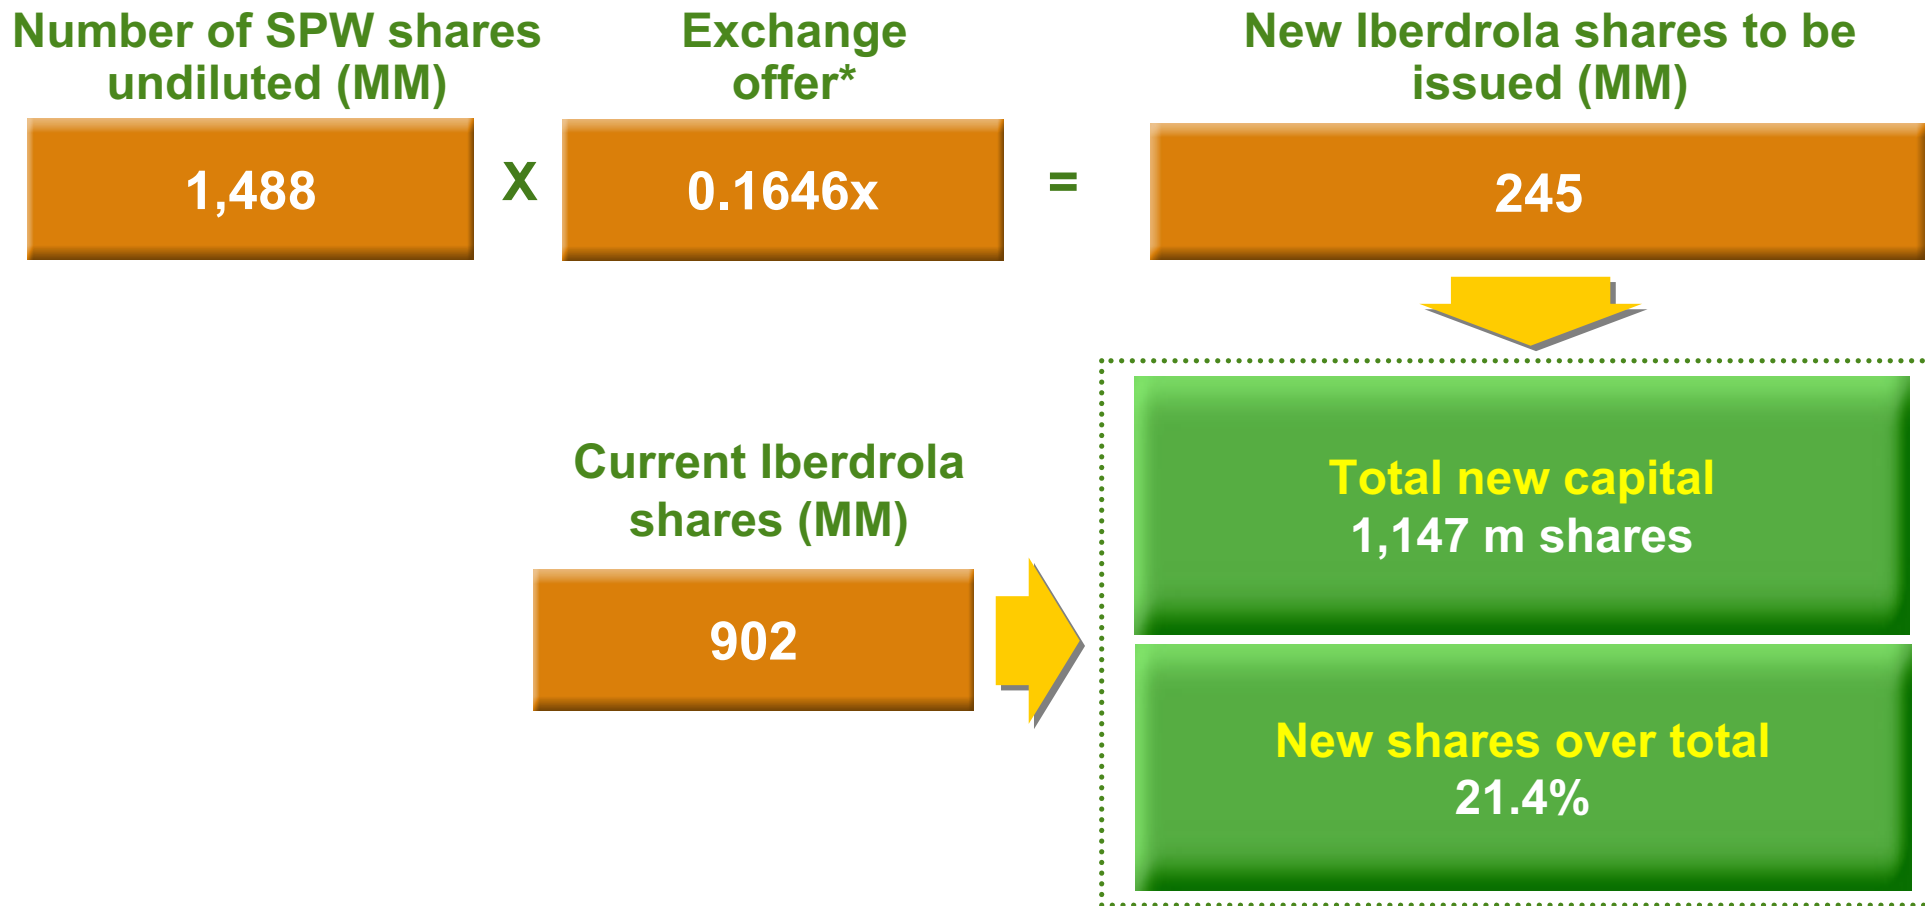 Number of SPW shares
undiluted (MM)
Exchange
offer*
New Iberdrola shares to be
issued (MM)
1,488
X
0.1646x
=
245
Current Iberdrola
shares (MM)
902
Total new capital
1,147 m shares
New shares over total
21.4%